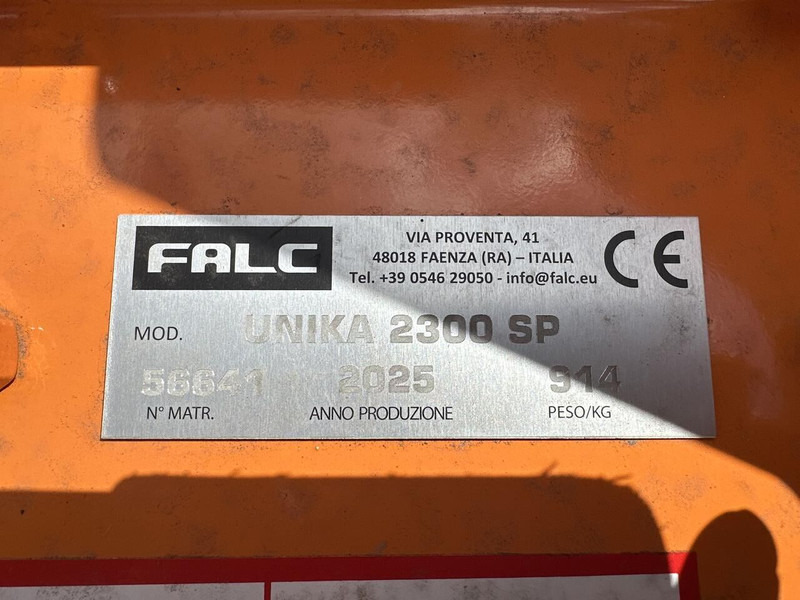 FALC
VIA PROVENTA, 41
48018 FAENZA (RA) – ITALIA
Tel. +39 0546 29050 - info@falc.eu
CE
MOD. UNIKA 2300 SP
56641 2025 914
N° MATR. ANNO PRODUZIONE PESO/KG